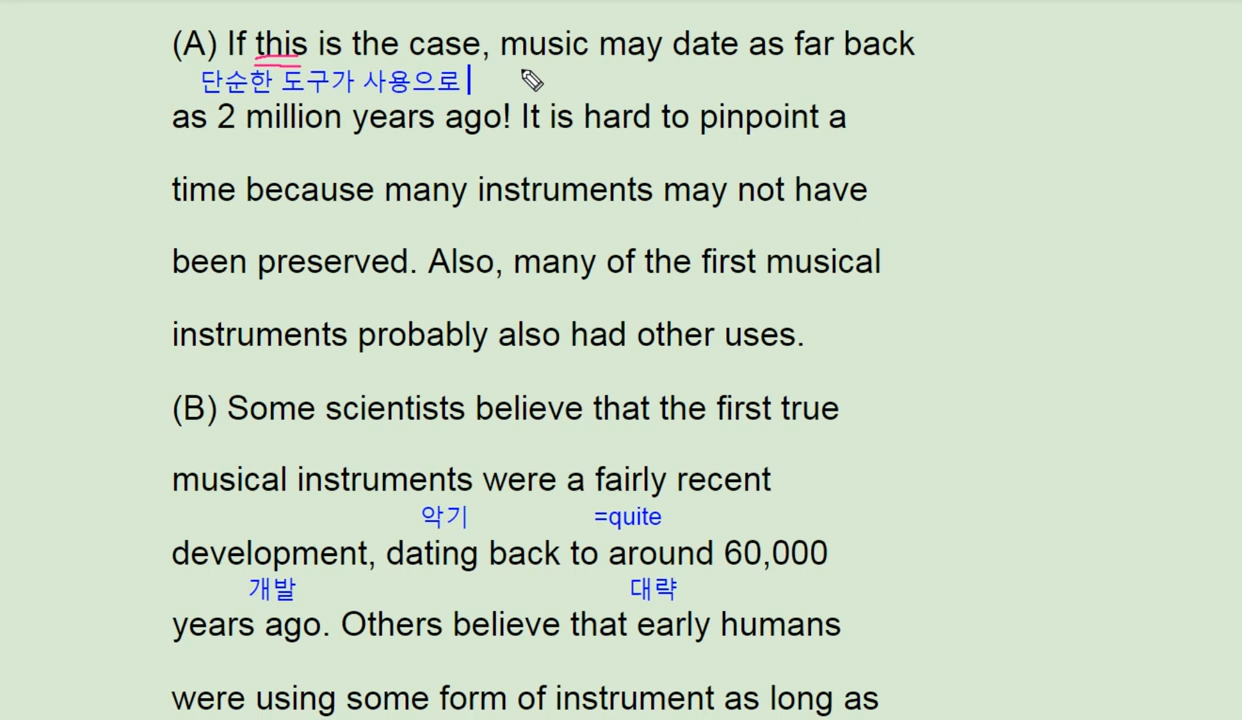 (A) If this is the case, music may date as far back
단순한 도구가 사용으로
as 2 million years ago! It is hard to pinpoint a
time because many instruments may not have
been preserved. Also, many of the first musical
instruments probably also had other uses.
(B) Some scientists believe that the first true
musical instruments were a fairly recent
악기 =quite
development, dating back to around 60,000
개발 대략
years ago. Others believe that early humans
were using some form of instrument as long as